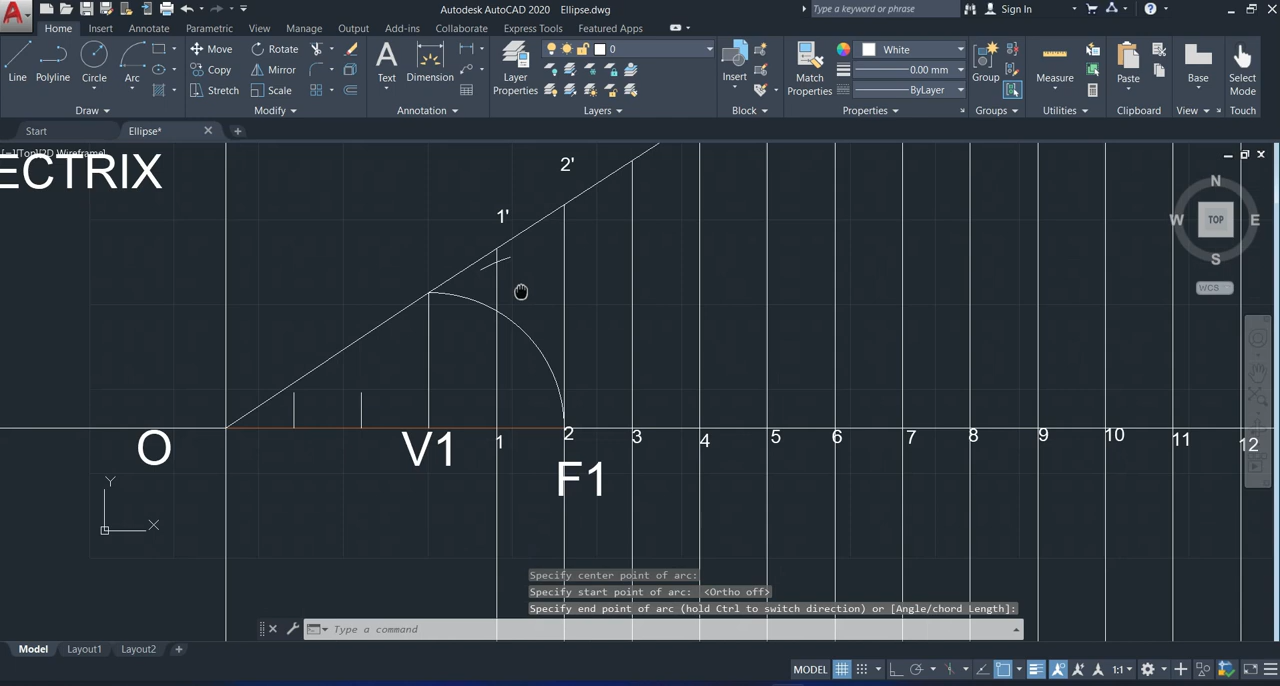 Autodesk AutoCAD 2020 Ellipse.dwg
Type a keyword or phrase
Sign In
Home Insert Annotate Parametric View Manage Output Add-ins Collaborate Express Tools Featured Apps
Line Polyline Circle Arc
Move Rotate
Copy Mirror
Stretch Scale
Text Dimension
Layer Properties
0
Insert
Match Properties
White
0.00 mm
ByLayer
Group
Measure
Paste
Base
Select Mode
Draw Modify Annotation Layers Block Properties Groups Utilities Clipboard View Touch
Start Ellipse*
[Top][2D Wireframe]
ECTRIX
2'
1'
N
W TOP E
S
WCS
O V1 1 2 3 4 5 6 7 8 9 10 11 12
F1
Y
X
Specify center point of arc:
Specify start point of arc: <Ortho off>
Specify end point of arc (hold Ctrl to switch direction) or [Angle/chord Length]:
Type a command
Model Layout1 Layout2
MODEL 1:1